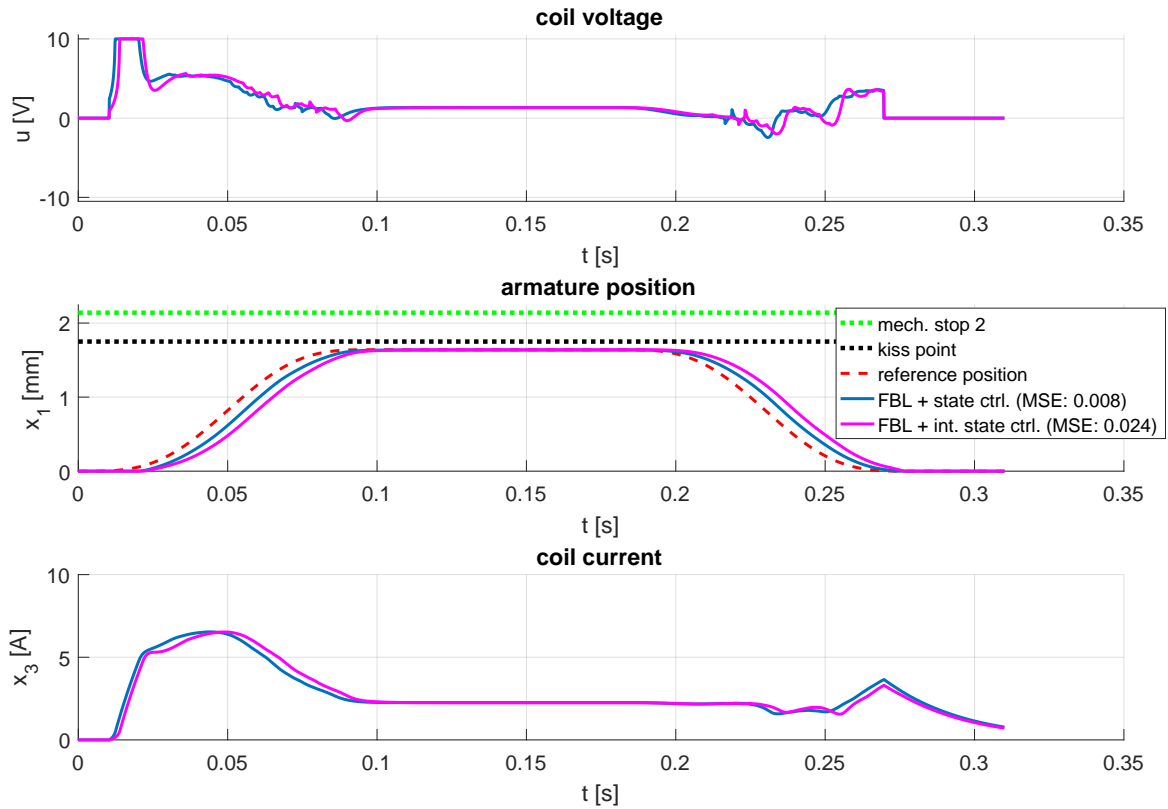 coil voltage
10
0
-10
u [V]
0 0.05 0.1 0.15 0.2 0.25 0.3 0.35
t [s]
armature position
2
1
0
x1 [mm]
mech. stop 2
kiss point
reference position
FBL + state ctrl. (MSE: 0.008)
FBL + int. state ctrl. (MSE: 0.024)
0 0.05 0.1 0.15 0.2 0.25 0.3 0.35
t [s]
coil current
10
5
0
x3 [A]
0 0.05 0.1 0.15 0.2 0.25 0.3 0.35
t [s]